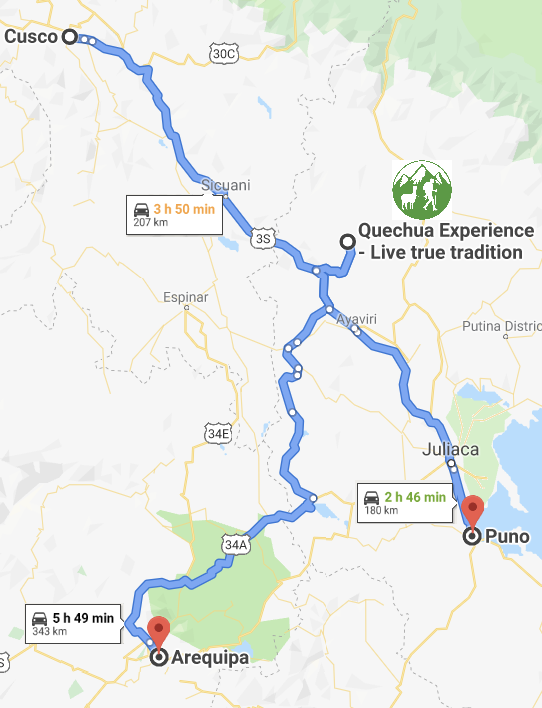 Cusco
30C
Sicuani
3 h 50 min
207 km
3S
Quechua Experience
- Live true tradition
Espinar
Ayaviri
Putina Distric
34E
Juliaca
2 h 46 min
180 km
Puno
34A
5 h 49 min
343 km
Arequipa
S